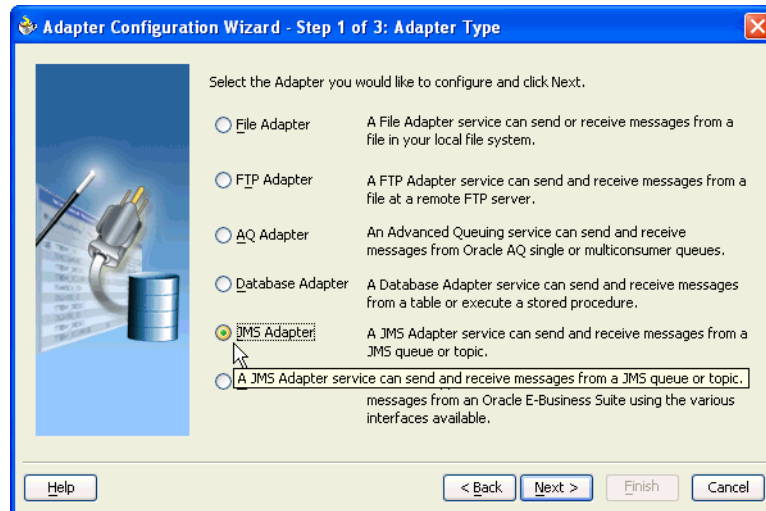 Adapter Configuration Wizard - Step 1 of 3: Adapter Type
Select the Adapter you would like to configure and click Next.
File Adapter
A File Adapter service can send or receive messages from a
file in your local file system.
FTP Adapter
A FTP Adapter service can send and receive messages from a
file at a remote FTP server.
AQ Adapter
An Advanced Queuing service can send and receive
messages from Oracle AQ single or multiconsumer queues.
Database Adapter
A Database Adapter service can send and receive messages
from a table or execute a stored procedure.
JMS Adapter
A JMS Adapter service can send and receive messages from a
JMS queue or topic.
A JMS Adapter service can send and receive messages from a JMS queue or topic.
messages from an Oracle E-Business Suite using the various
interfaces available.
Help
< Back
Next >
Finish
Cancel